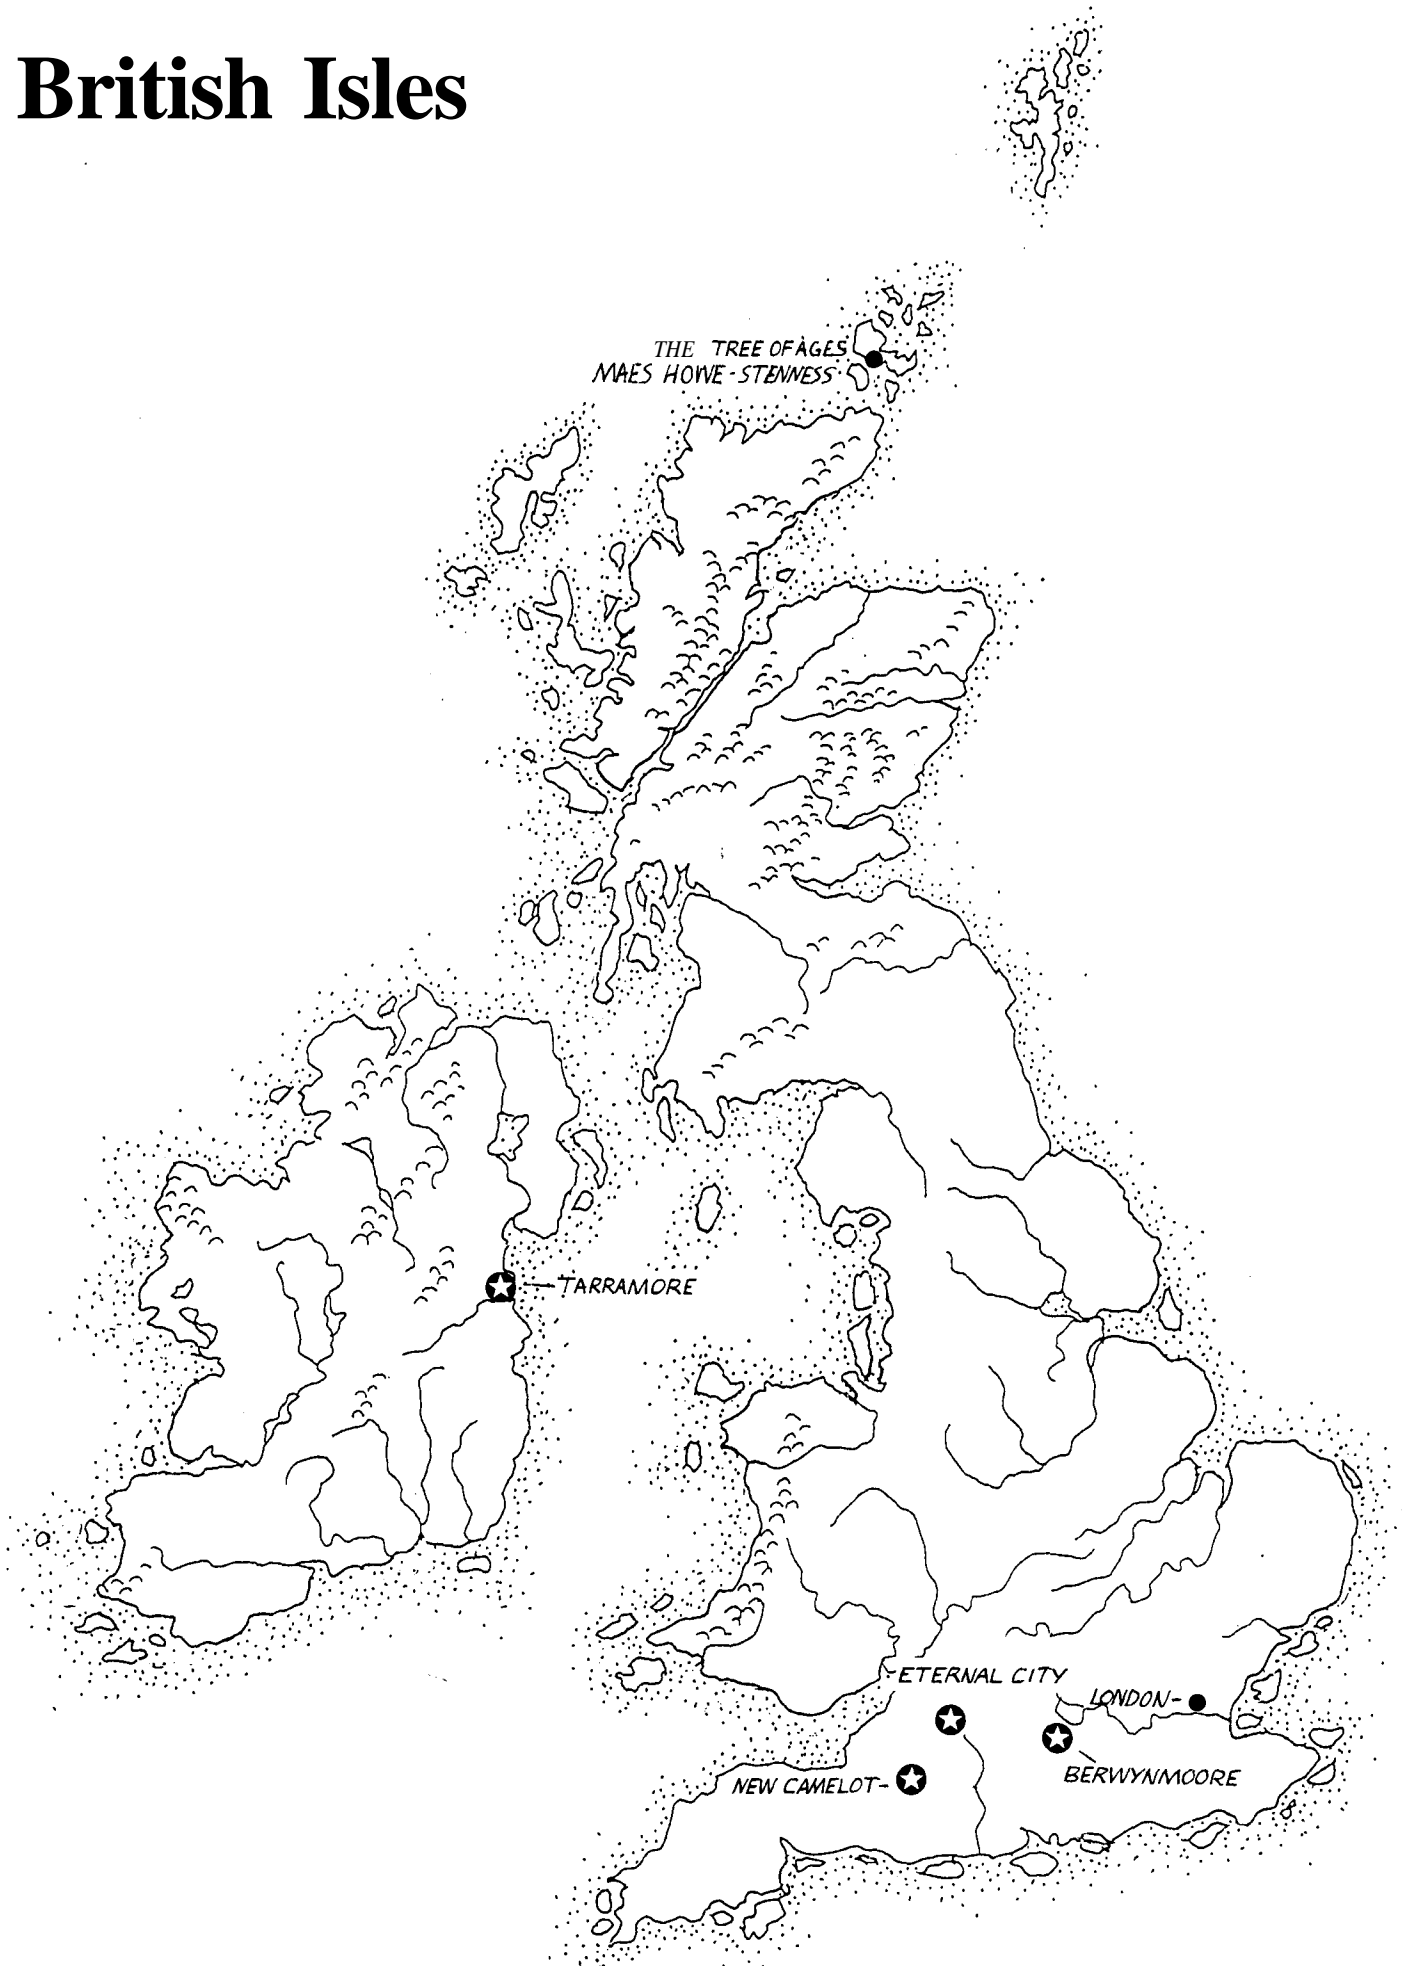 British Isles
THE TREE OF AGES
MAES HOWE-STENNESS
TARRAMORE
ETERNAL CITY
LONDON
BERWYNMOORE
NEW CAMELOT